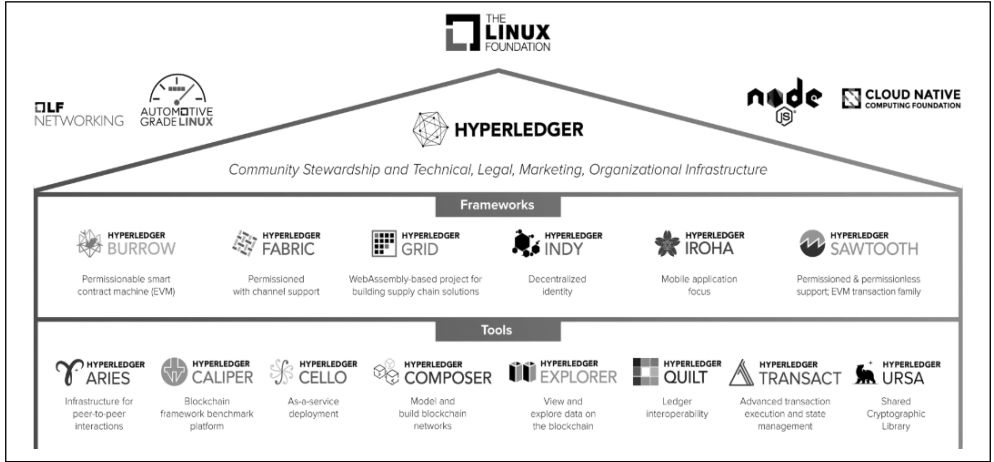 THE
LINUX
FOUNDATION
LF
NETWORKING
AUTOMOTIVE
GRADE LINUX
node
JS
CLOUD NATIVE
COMPUTING FOUNDATION
HYPERLEDGER
Community Stewardship and Technical, Legal, Marketing, Organizational Infrastructure
Frameworks
HYPERLEDGER
BURROW
Permissionable smart
contract machine (EVM)
HYPERLEDGER
FABRIC
Permissioned
with channel support
HYPERLEDGER
GRID
WebAssembly-based project for
building supply chain solutions
HYPERLEDGER
INDY
Decentralized
identity
HYPERLEDGER
IROHA
Mobile application
focus
HYPERLEDGER
SAWTOOTH
Permissioned & permissionless
support; EVM transaction family
Tools
HYPERLEDGER
ARIES
Infrastructure for
peer-to-peer
interactions
HYPERLEDGER
CALIPER
Blockchain
framework benchmark
platform
HYPERLEDGER
CELLO
As-a-service
deployment
HYPERLEDGER
COMPOSER
Model and
build blockchain
networks
HYPERLEDGER
EXPLORER
View and
explore data on
the blockchain
HYPERLEDGER
QUILT
Ledger
interoperability
HYPERLEDGER
TRANSACT
Advanced transaction
execution and state
management
HYPERLEDGER
URSA
Shared
Cryptographic
Library